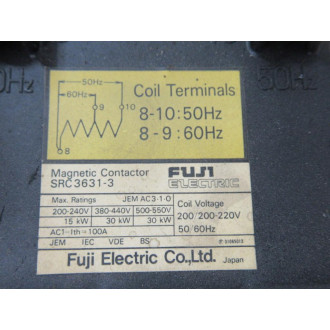 50Hz
60Hz
9
10
8
Coil Terminals
8-10:50Hz
8-9:60Hz
Magnetic Contactor
SRC3631-3
FUJI
ELECTRIC
Max. Ratings JEM AC3-1-0
200-240V 380-440V 500-550V
15 kW 30 kW 30 kW
AC1-Ith=100A
JEM IEC VDE BS
Coil Voltage
200/200-220V
50/60Hz
Fuji Electric Co.,Ltd. Japan
50Hz